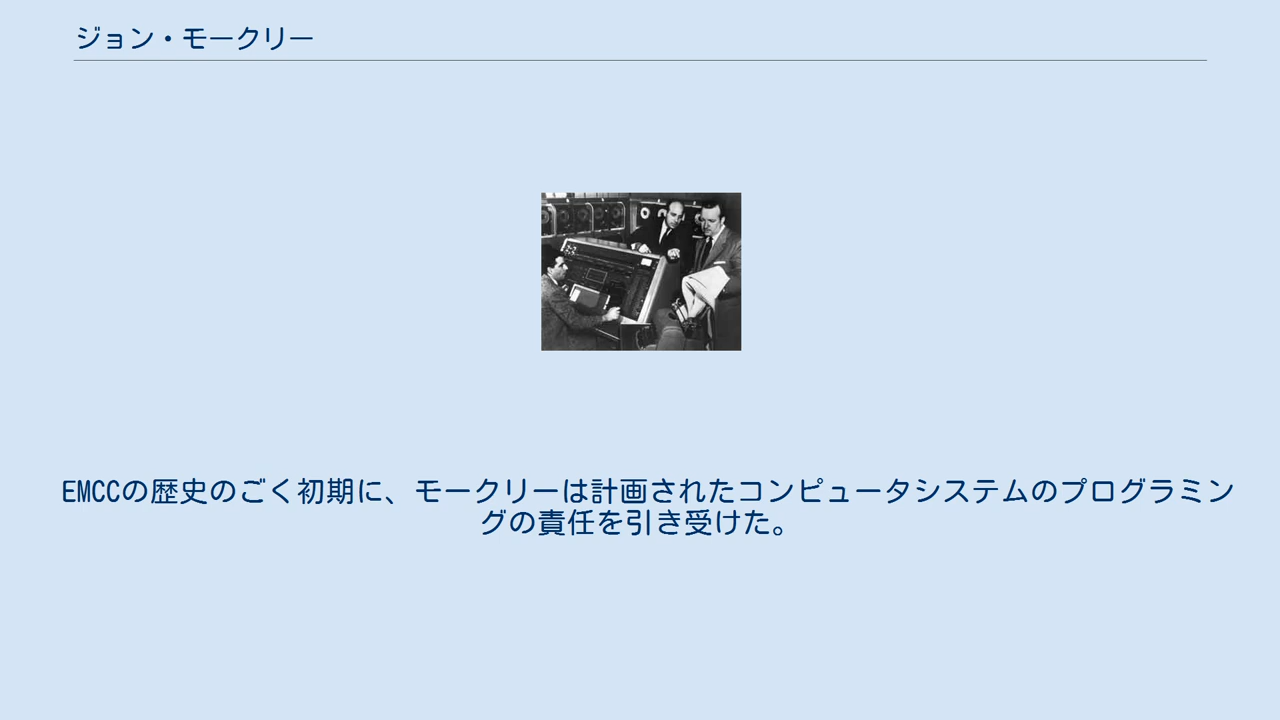 ジョン・モークリー
EMCCの歴史のごく初期に、モークリーは計画されたコンピュータシステムのプログラミン
グの責任を引き受けた。